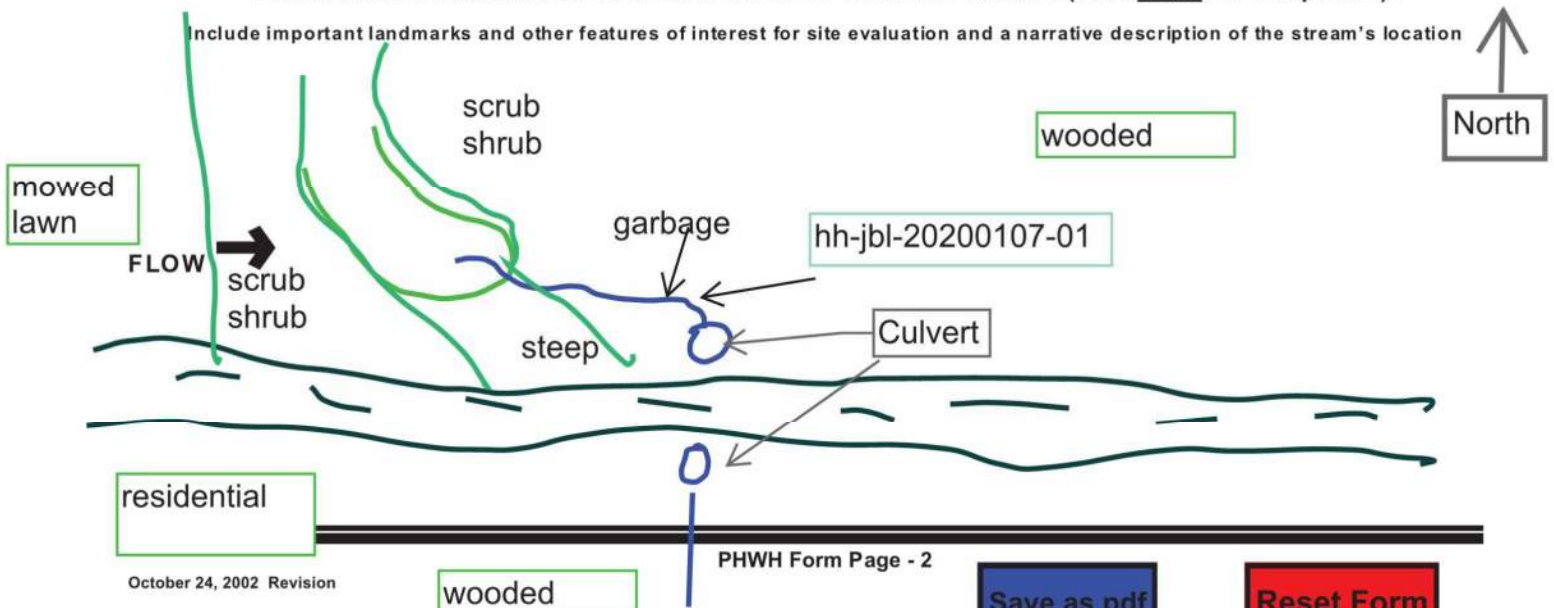 Include important landmarks and other features of interest for site evaluation and a narrative description of the stream's location
North
scrub
shrub
wooded
mowed
lawn
garbage
hh-jbl-20200107-01
FLOW
scrub
shrub
Culvert
steep
residential
PHWH Form Page - 2
October 24, 2002 Revision
wooded
Save as pdf
Reset Form